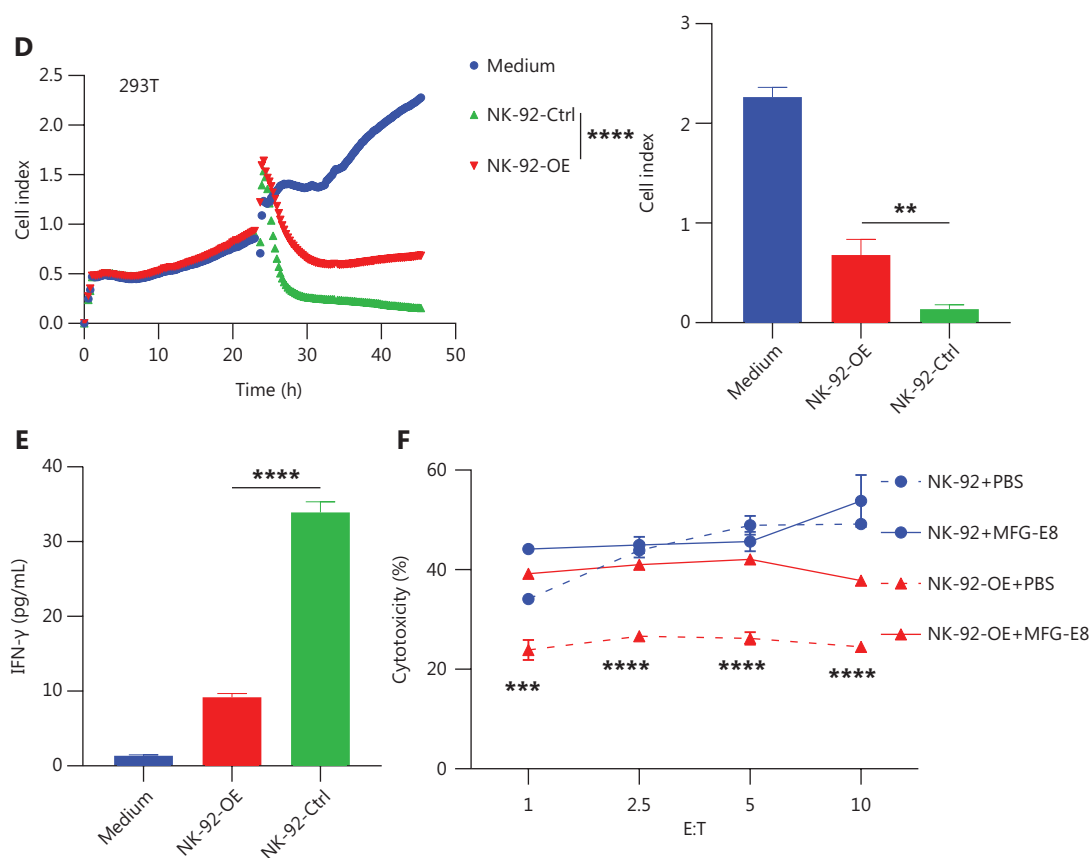 D
293T
Cell index
2.5
2.0
1.5
1.0
0.5
0.0
0
10
20
30
40
50
Time (h)
Medium
NK-92-Ctrl
NK-92-OE
****
Cell index
3
2
1
0
**
Medium
NK-92-OE
NK-92-Ctrl
E
IFN-γ (pg/mL)
40
30
20
10
0
****
Medium
NK-92-OE
NK-92-Ctrl
F
Cytotoxicity (%)
60
40
20
0
***
****
****
****
1
2.5
5
10
E:T
NK-92+PBS
NK-92+MFG-E8
NK-92-OE+PBS
NK-92-OE+MFG-E8